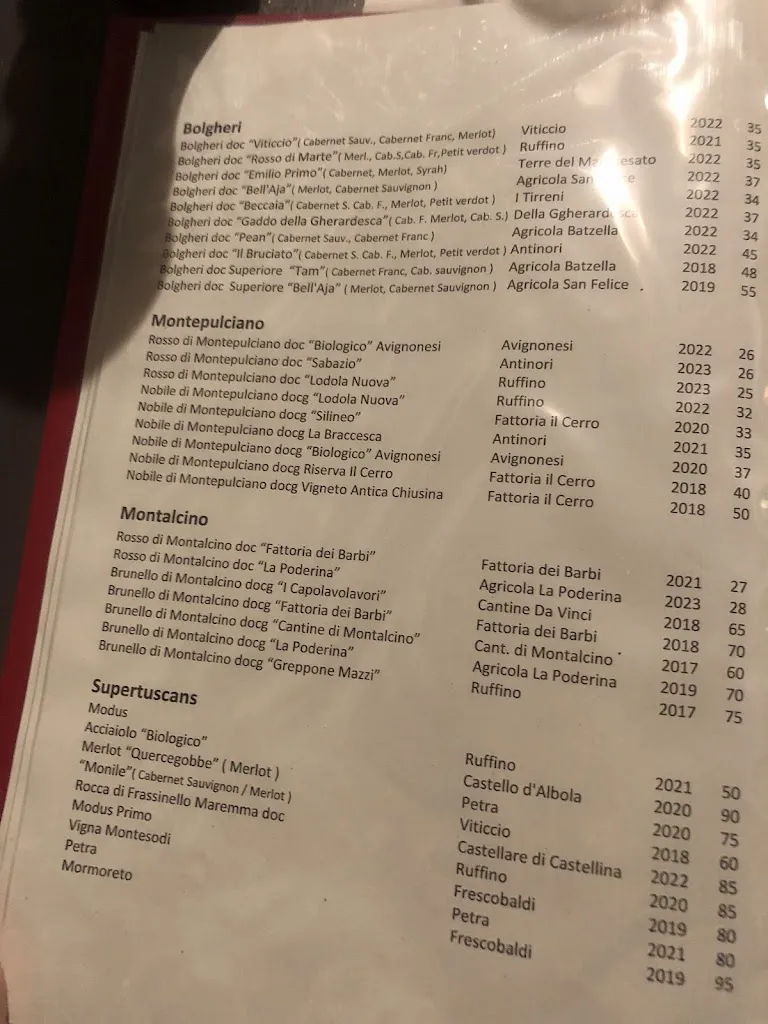 Bolgheri
Bolgheri doc "Viticcio"( Cabernet Sauv., Cabernet Franc, Merlot) Viticcio 2022 35
Bolgheri doc "Rosso di Marte"( Merl., Cab.S,Cab. Fr,Petit verdot ) Ruffino 2021 35
Bolgheri doc "Emilio Primo"( Cabernet, Merlot, Syrah) Terre del 2022 35
Bolgheri doc "Bell'Aja"( Merlot, Cabernet Sauvignon ) Agricola San 2022 37
Bolgheri doc "Beccaia"( Cabernet S. Cab. F., Merlot, Petit verdot ) I Tirreni 2022 34
Bolgheri doc "Gaddo della Gherardesca"( Cab. F. Merlot, Cab. S.) Della Ggherardesca 2022 37
Bolgheri doc "Pean"( Cabernet Sauv., Cabernet Franc ) Agricola Batzella 2022 34
Bolgheri doc "Il Bruciato"( Cabernet S. Cab. F., Merlot, Petit verdot ) Antinori 2022 45
Bolgheri doc Superiore "Tam"( Cabernet Franc, Cab. sauvignon ) Agricola Batzella 2018 48
Bolgheri doc Superiore "Bell'Aja" ( Merlot, Cabernet Sauvignon ) Agricola San Felice . 2019 55
Montepulciano
Rosso di Montepulciano doc "Biologico" Avignonesi Avignonesi 2022 26
Rosso di Montepulciano doc "Sabazio" Antinori 2023 26
Rosso di Montepulciano doc "Lodola Nuova" Ruffino 2023 25
Nobile di Montepulciano docg "Lodola Nuova" Ruffino 2022 32
Nobile di Montepulciano docg "Silineo" Fattoria il Cerro 2020 33
Nobile di Montepulciano docg La Braccesca Antinori 2021 35
Nobile di Montepulciano docg "Biologico" Avignonesi Avignonesi 2020 37
Nobile di Montepulciano docg Riserva Il Cerro Fattoria il Cerro 2018 40
Nobile di Montepulciano docg Vigneto Antica Chiusina Fattoria il Cerro 2018 50
Montalcino
Rosso di Montalcino doc "Fattoria dei Barbi" Fattoria dei Barbi 2021 27
Rosso di Montalcino doc "La Poderina" Agricola La Poderina 2023 28
Brunello di Montalcino docg "I Capolavolavori" Cantine Da Vinci 2018 65
Brunello di Montalcino docg "Fattoria dei Barbi" Fattoria dei Barbi 2018 70
Brunello di Montalcino docg "Cantine di Montalcino" Cant. di Montalcino 2017 60
Brunello di Montalcino docg "La Poderina" Agricola La Poderina 2019 70
Brunello di Montalcino docg "Greppone Mazzi" Ruffino 2017 75
Supertuscans
Modus Ruffino 2021 50
Acciaiolo "Biologico" Castello d'Albola 2020 90
Merlot "Quercegobbe" ( Merlot ) Petra 2020 75
"Monile"( Cabernet Sauvignon / Merlot ) Viticcio 2018 60
Rocca di Frassinello Maremma doc Castellare di Castellina 2022 85
Modus Primo Ruffino 2020 85
Vigna Montesodi Frescobaldi 2019 80
Petra Petra 2021 80
Mormoreto Frescobaldi 2019 95